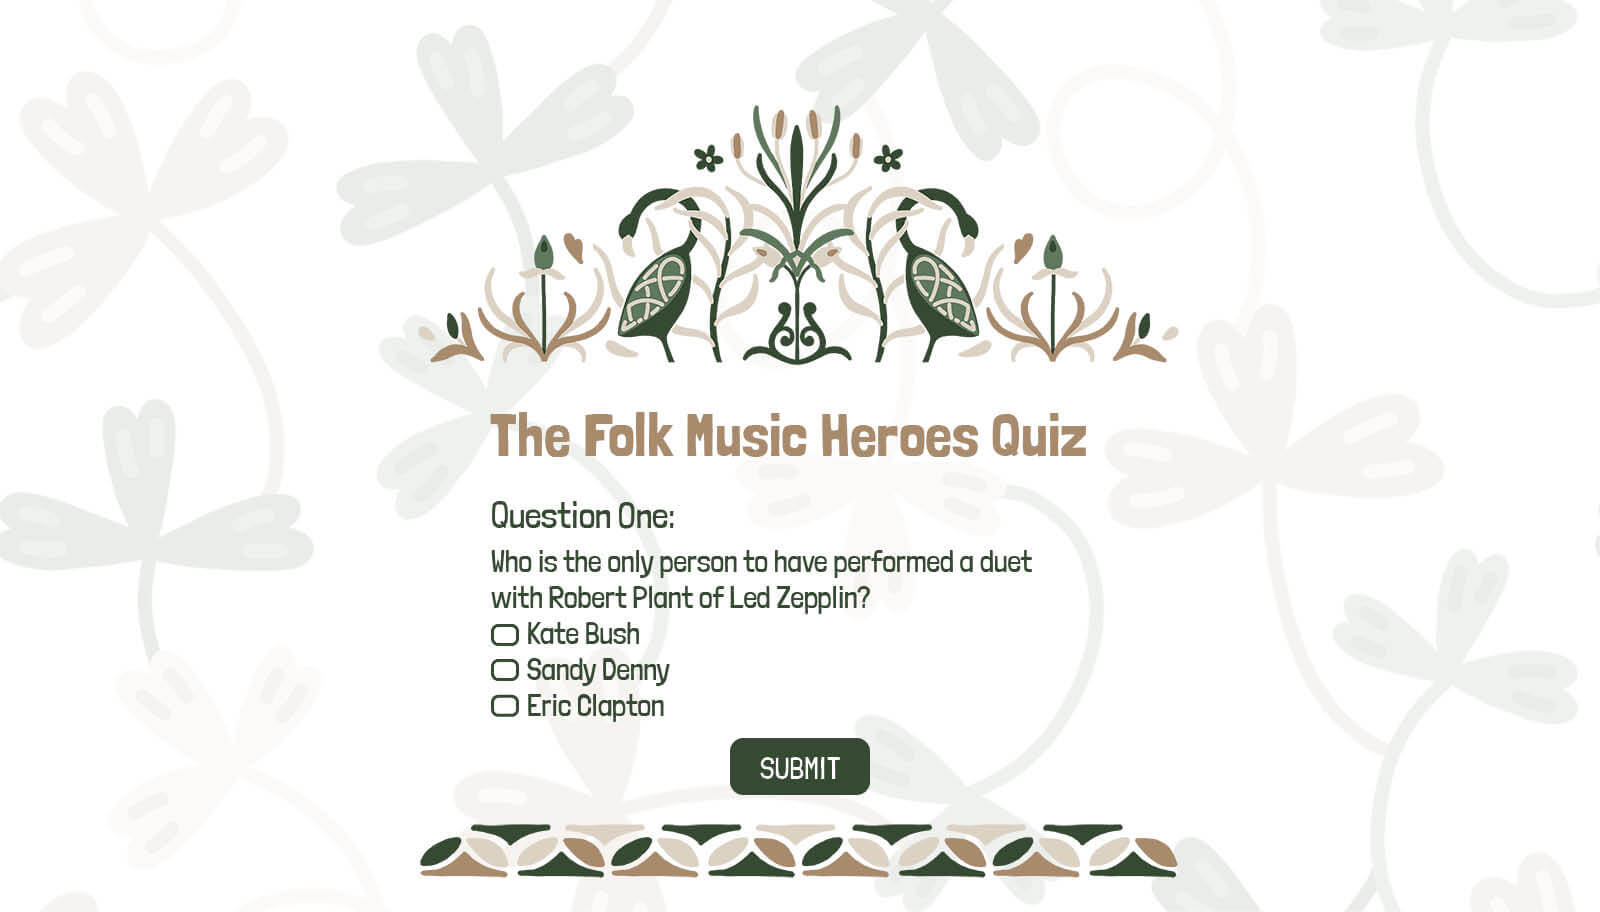 The Folk Music Heroes Quiz
Question One:
Who is the only person to have performed a duet
with Robert Plant of Led Zepplin?
Kate Bush
Sandy Denny
Eric Clapton
SUBMIT